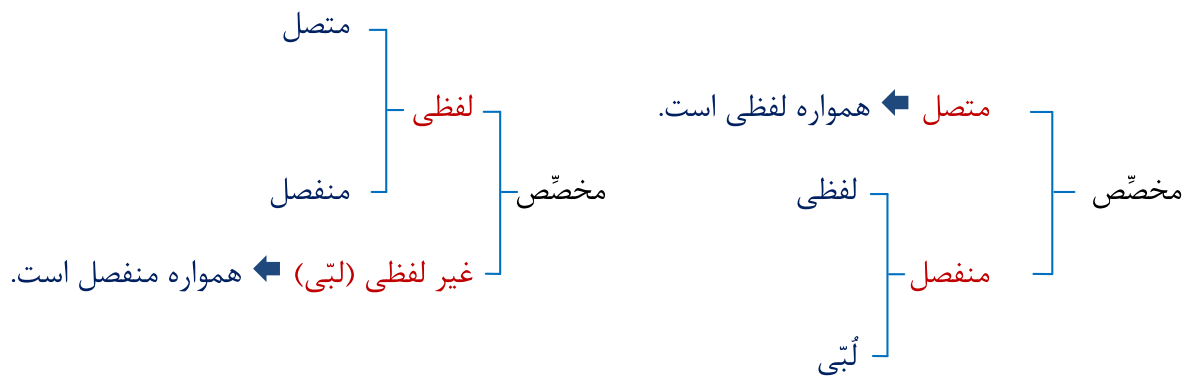 متصل ← همواره لفظی است.
مخصِّص
لفظی
منفصل
لُبّی
متصل
لفظی
منفصل
مخصِّص
غیر لفظی (لبّی) ← همواره منفصل است.